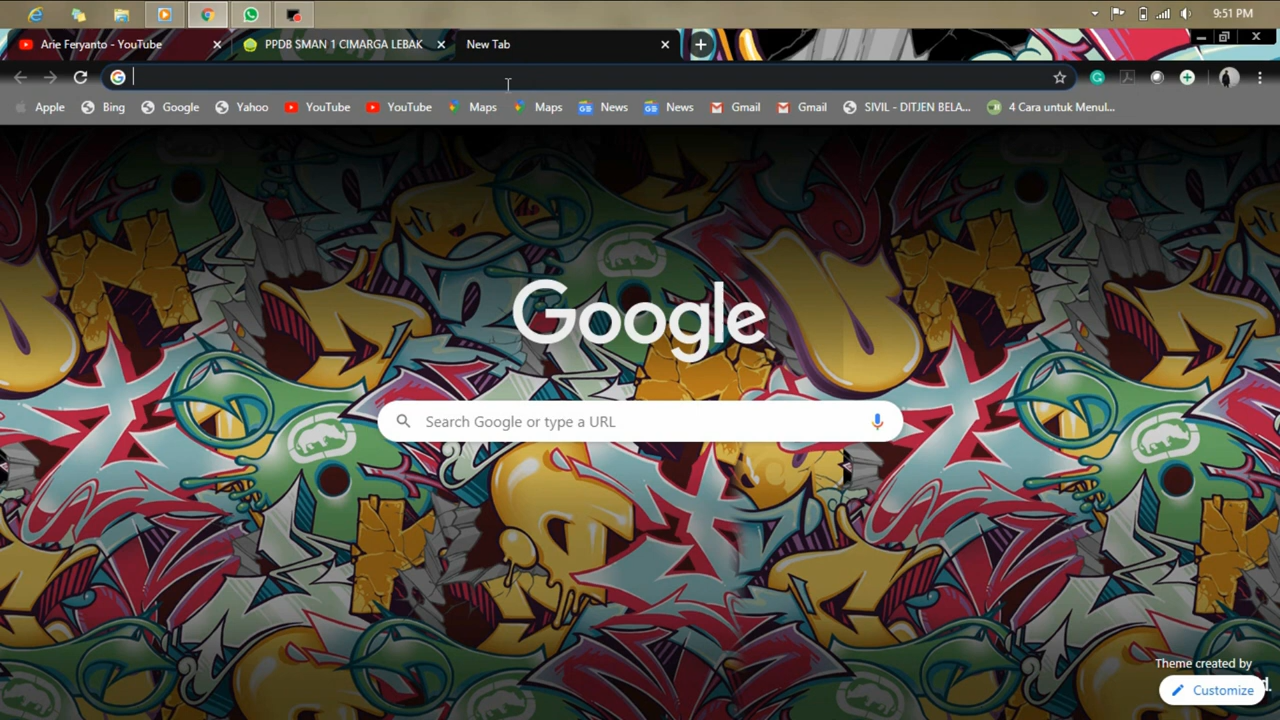 9:51 PM
Arie Feryanto - YouTube
PPDB SMAN 1 CIMARGA LEBAK
New Tab
Apple
Bing
Google
Yahoo
YouTube
YouTube
Maps
Maps
News
News
Gmail
Gmail
SIVIL - DITJEN BELA...
4 Cara untuk Menul...
Google
Search Google or type a URL
Theme created by
Customize